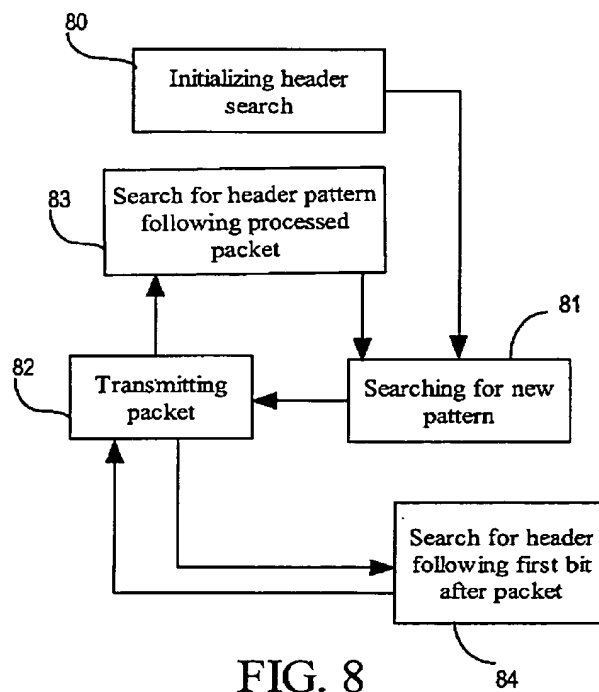 80
Initializing header
search
83
Search for header pattern
following processed
packet
81
82
Transmitting
packet
Searching for new
pattern
Search for header
following first bit
after packet
FIG. 8
84